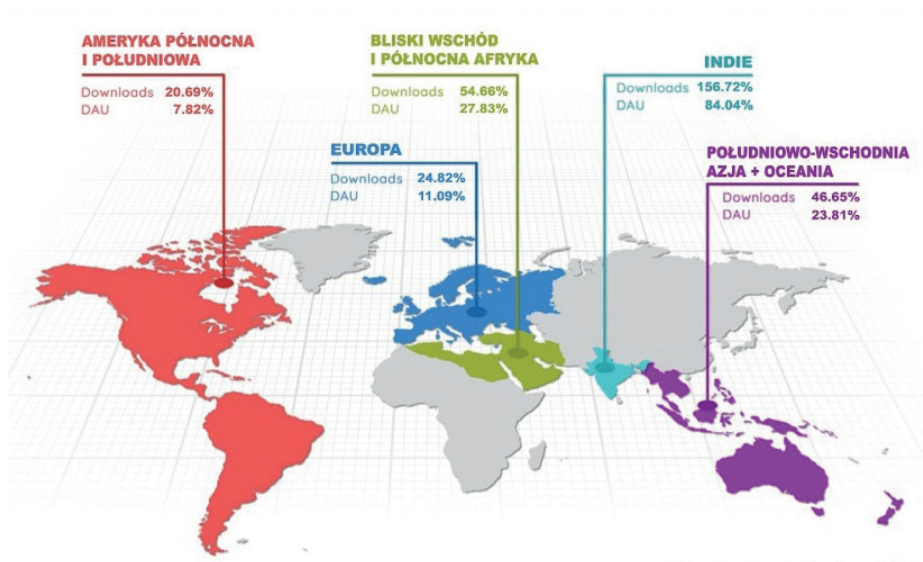 AMERYKA PÓŁNOCNA
I POŁUDNIOWA
Downloads 20.69%
DAU 7.82%
BLISKI WSCHÓD
I PÓŁNOCNA AFRYKA
Downloads 54.66%
DAU 27.83%
INDIE
Downloads 156.72%
DAU 84.04%
EUROPA
Downloads 24.82%
DAU 11.09%
POŁUDNIOWO-WSCHODNIA
AZJA + OCEANIA
Downloads 46.65%
DAU 23.81%